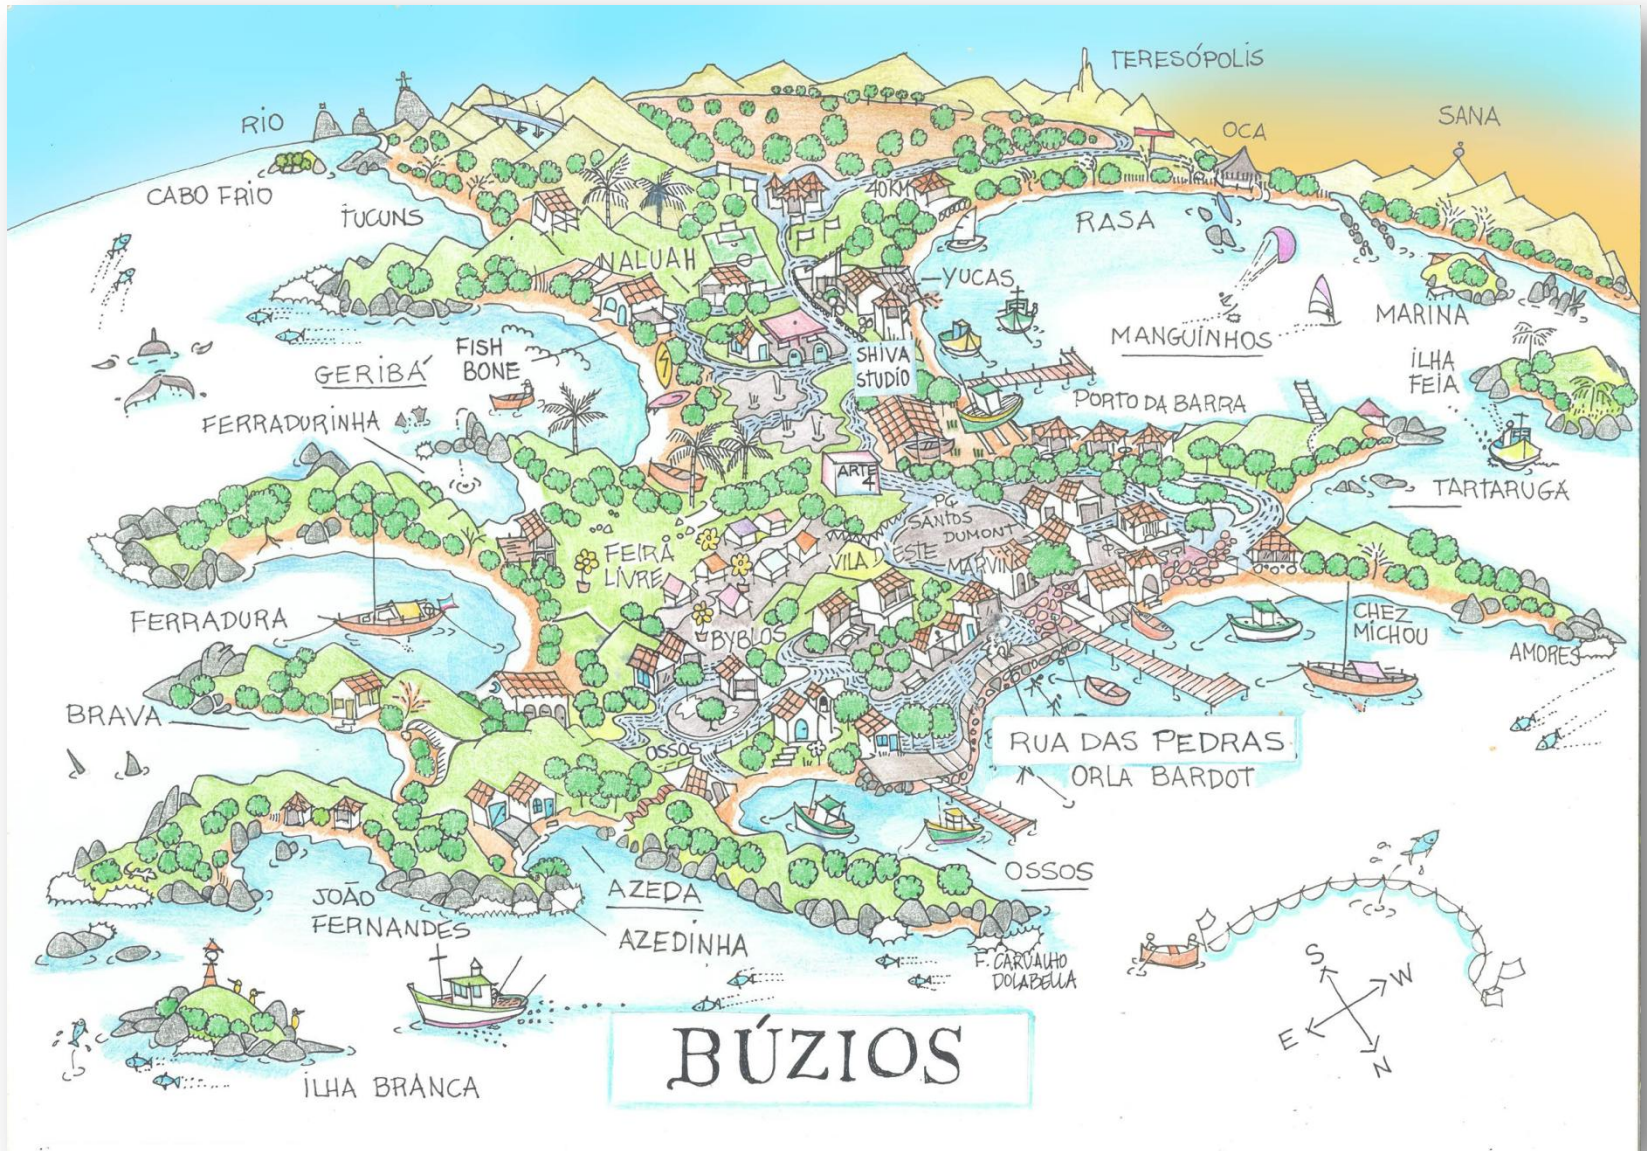 TERESÓPOLIS
RIO
SANA
OCA
CABO FRIO
TUCUNS
40KM
RASA
NALUAH
YUCAS
MARINA
MANGUINHOS
FISH
BONE
GERIBÁ
SHIVA
STUDIO
ILHA
FEIA
FERRADURINHA
PORTO DA BARRA
ARTE
4
TARTARUGA
PÇ
SANTOS
DUMONT
FEIRA
LIVRE
VILA D'ESTE
MARVIN
FERRADURA
BYBLOS
CHEZ
MICHOU
AMORES
BRAVA
OSSOS
RUA DAS PEDRAS
ORLA BARDOT
OSSOS
JOÃO
FERNANDES
AZEDA
AZEDINHA
F. CARVALHO
DOLABELLA
S
W
E
N
BÚZIOS
ILHA BRANCA